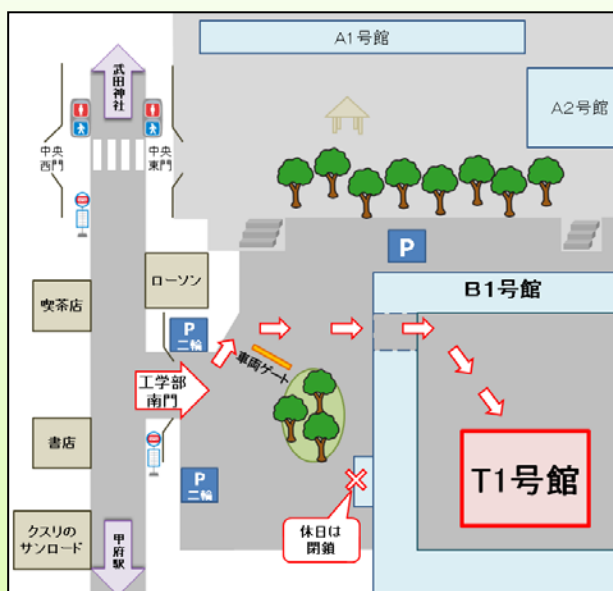 A1号館
A2号館
武田
神社
中央
西門
中央
東門
P
ローソン
喫茶店
B1号館
P
二輪
車両ゲート
工学部
南門
書店
T1号館
P
二輪
休日は
閉鎖
クスリの
サンロード
甲府駅